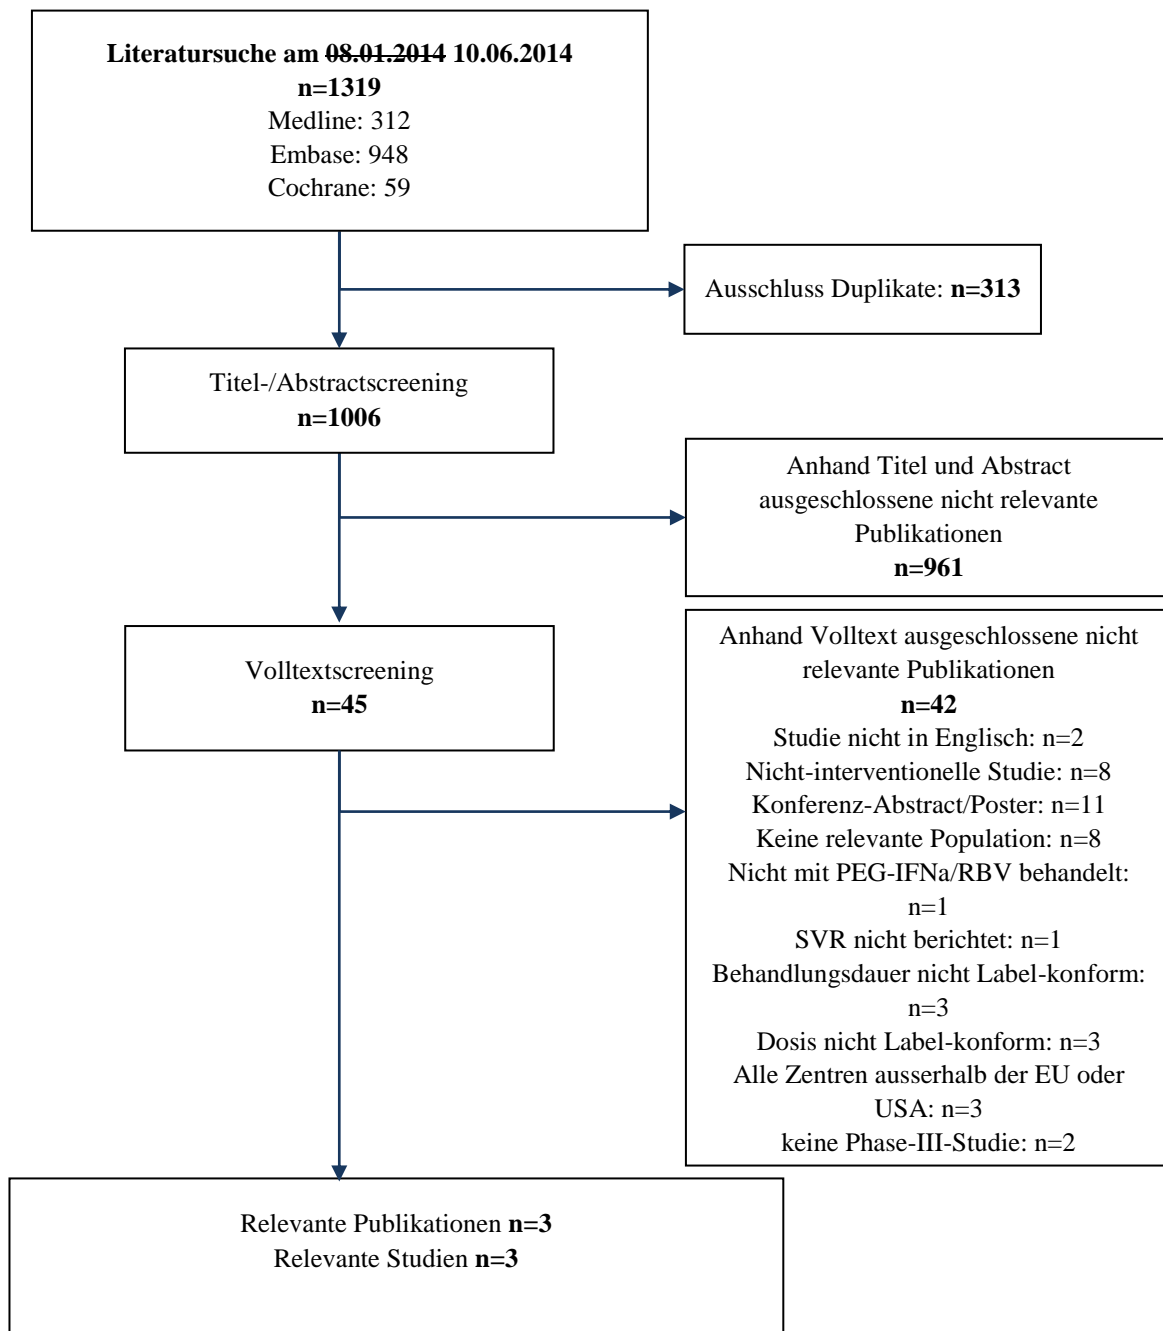 Literatursuche am 08.01.2014 10.06.2014
n=1319
Medline: 312
Embase: 948
Cochrane: 59
Ausschluss Duplikate: n=313
Titel-/Abstractscreening
n=1006
Anhand Titel und Abstract
ausgeschlossene nicht relevante
Publikationen
n=961
Volltextscreening
n=45
Anhand Volltext ausgeschlossene nicht
relevante Publikationen
n=42
Studie nicht in Englisch: n=2
Nicht-interventionelle Studie: n=8
Konferenz-Abstract/Poster: n=11
Keine relevante Population: n=8
Nicht mit PEG-IFNa/RBV behandelt:
n=1
SVR nicht berichtet: n=1
Behandlungsdauer nicht Label-konform:
n=3
Dosis nicht Label-konform: n=3
Alle Zentren ausserhalb der EU oder
USA: n=3
keine Phase-III-Studie: n=2
Relevante Publikationen n=3
Relevante Studien n=3